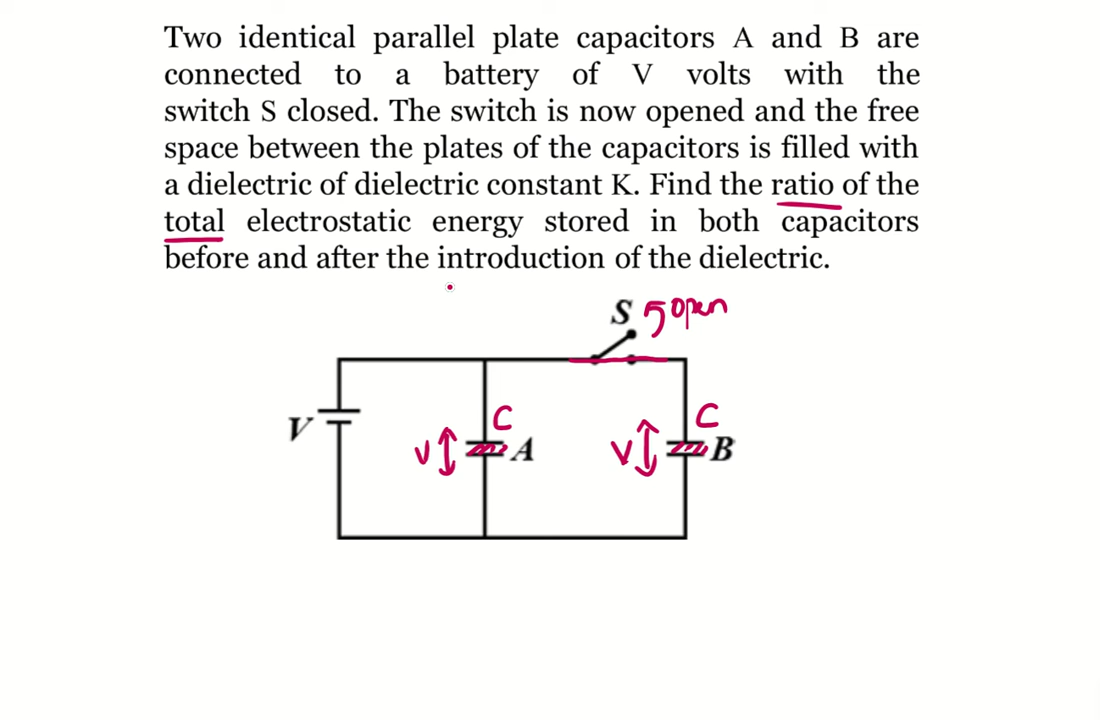 Two identical parallel plate capacitors A and B are
connected to a battery of V volts with the
switch S closed. The switch is now opened and the free
space between the plates of the capacitors is filled with
a dielectric of dielectric constant K. Find the ratio of the
total electrostatic energy stored in both capacitors
before and after the introduction of the dielectric.
S open
C C
V V A V B